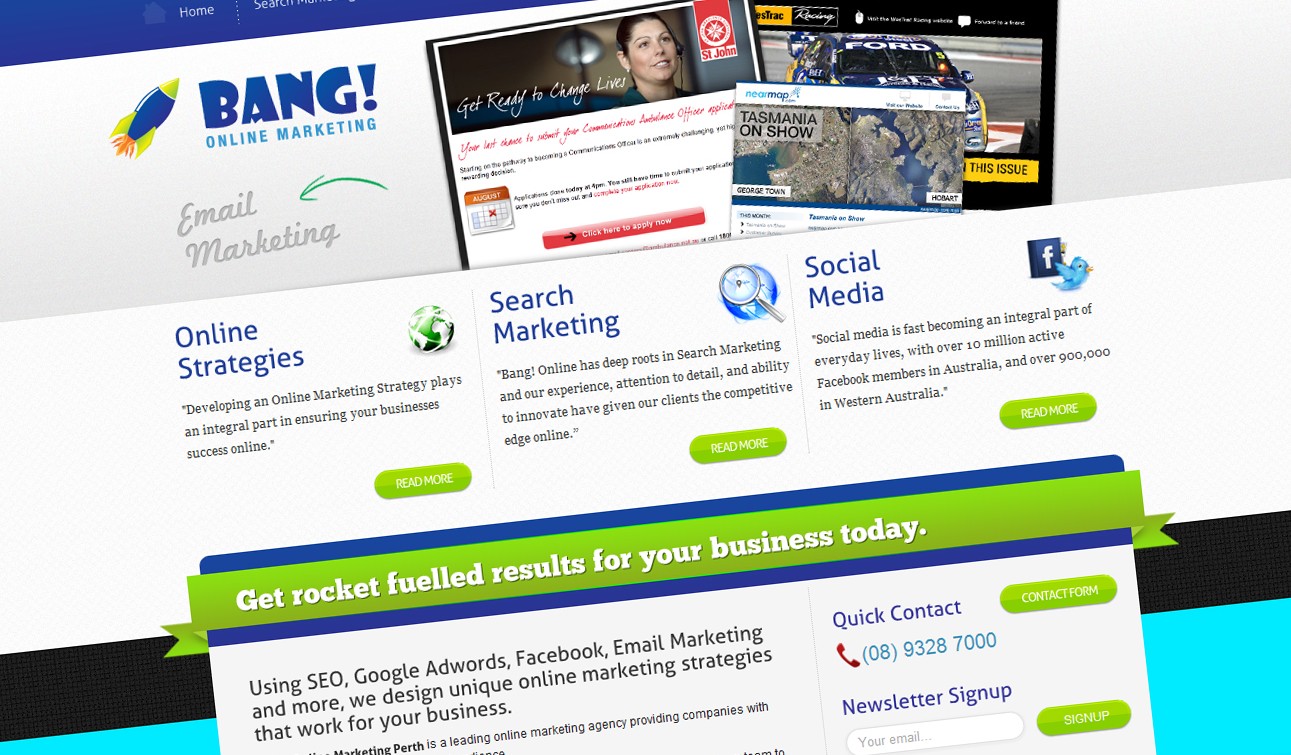 Home
BANG!
ONLINE MARKETING
Email
Marketing
St John
Get Ready to Change Lives
Your last chance to submit your Communications Ambulance Officer
Starting on the pathway to becoming a Communications Officer is an extremely challenging, yet
rewarding decision.
AUGUST
Applications close today at 4pm. You still have time to submit your application
sure you don't miss out and complete your application now.
Click here to apply now
Racing
Visit the WesTrac Racing website
Forward to a friend
FORD
THIS ISSUE
nearmap
.com
Visit our Website
Contact Us
TASMANIA
ON SHOW
GEORGE TOWN
HOBART
THIS MONTH:
Tasmania on Show
Tasmania on Show
Online
Strategies
"Developing an Online Marketing Strategy plays
an integral part in ensuring your businesses
success online."
READ MORE
Search
Marketing
"Bang! Online has deep roots in Search Marketing
and our experience, attention to detail, and ability
to innovate have given our clients the competitive
edge online.”
READ MORE
Social
Media
"Social media is fast becoming an integral part of
everyday lives, with over 10 million active
Facebook members in Australia, and over 900,000
in Western Australia."
READ MORE
Get rocket fuelled results for your business today.
Using SEO, Google Adwords, Facebook, Email Marketing
and more, we design unique online marketing strategies
that work for your business.
Marketing Perth is a leading online marketing agency providing companies with
Quick Contact
CONTACT FORM
(08) 9328 7000
Newsletter Signup
Your email...
SIGNUP